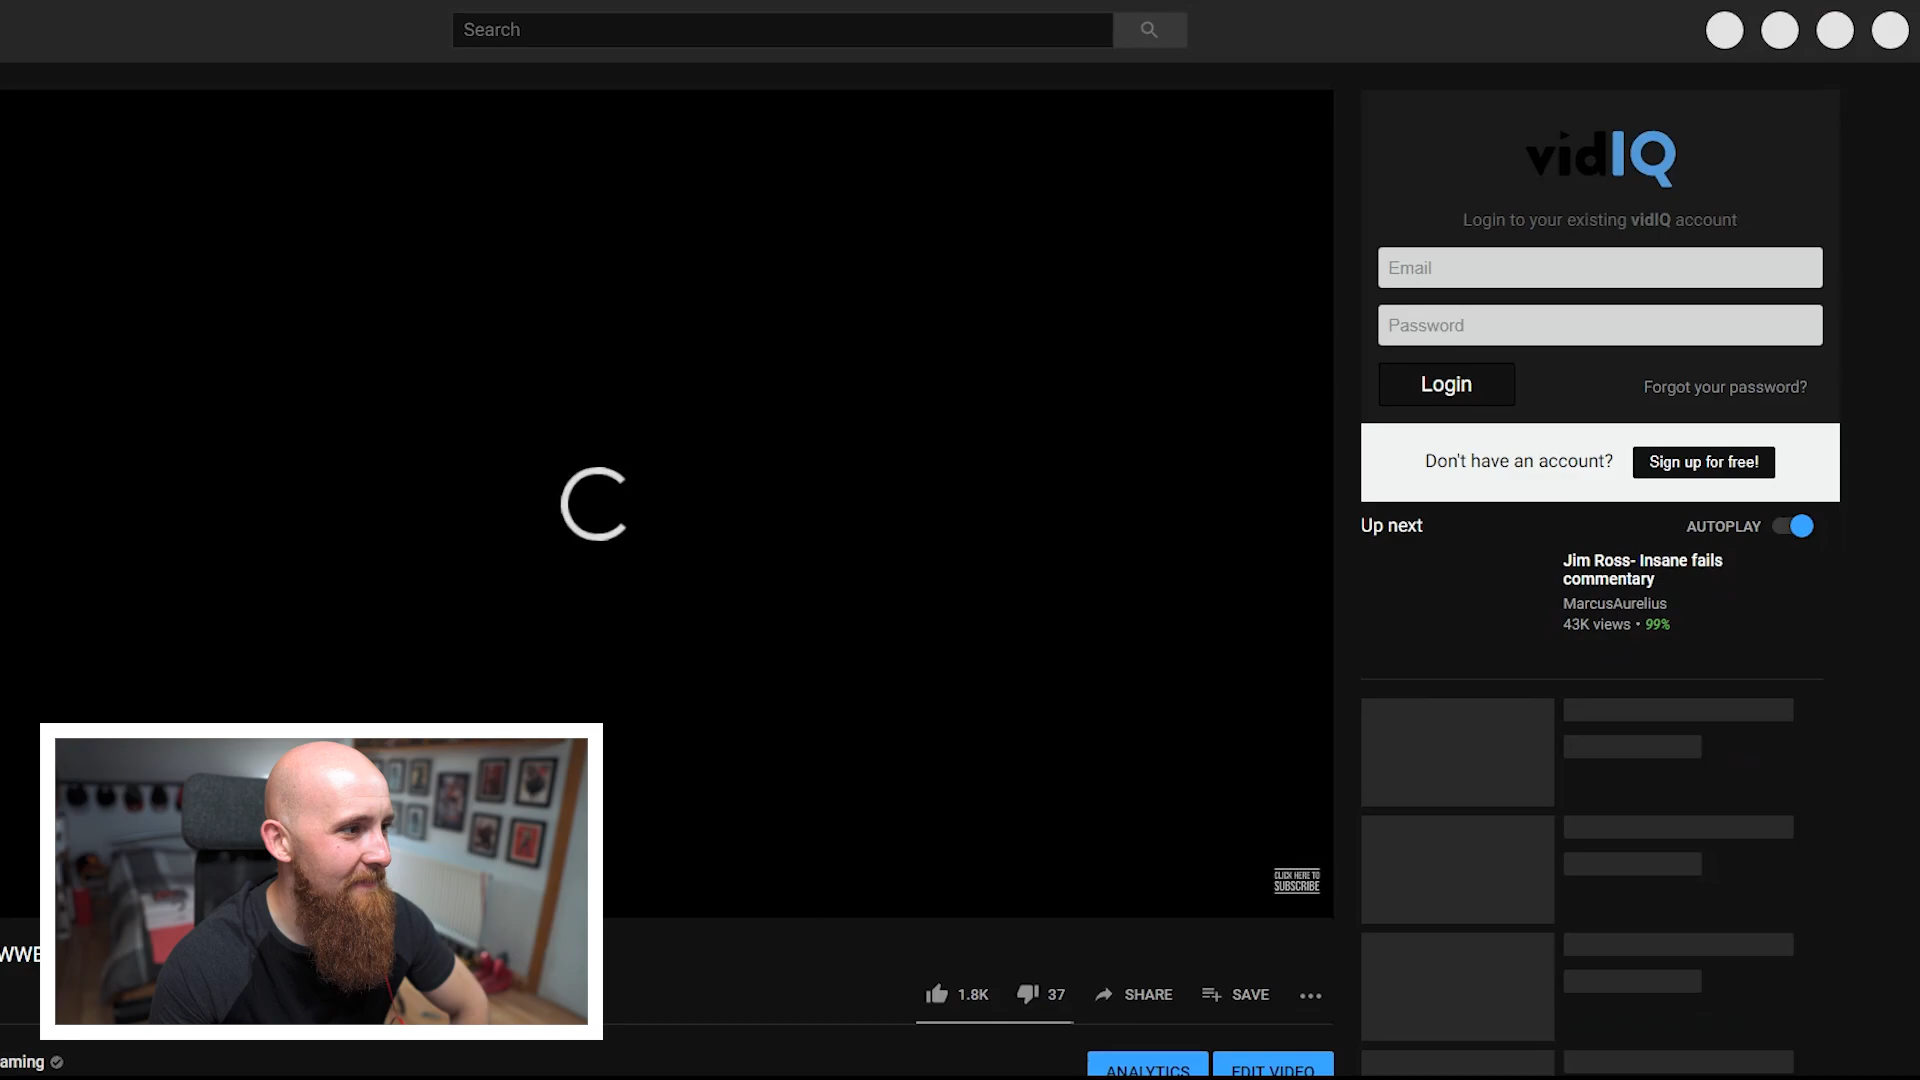 Search
vidIQ
Login to your existing vidIQ account
Email
Password
Login
Forgot your password?
Don't have an account?
Sign up for free!
Up next
AUTOPLAY
Jim Ross- Insane fails
commentary
MarcusAurelius
43K views • 99%
CLICK HERE TO
SUBSCRIBE
WWE
1.8K
37
SHARE
SAVE
aming
ANALYTICS
EDIT VIDEO